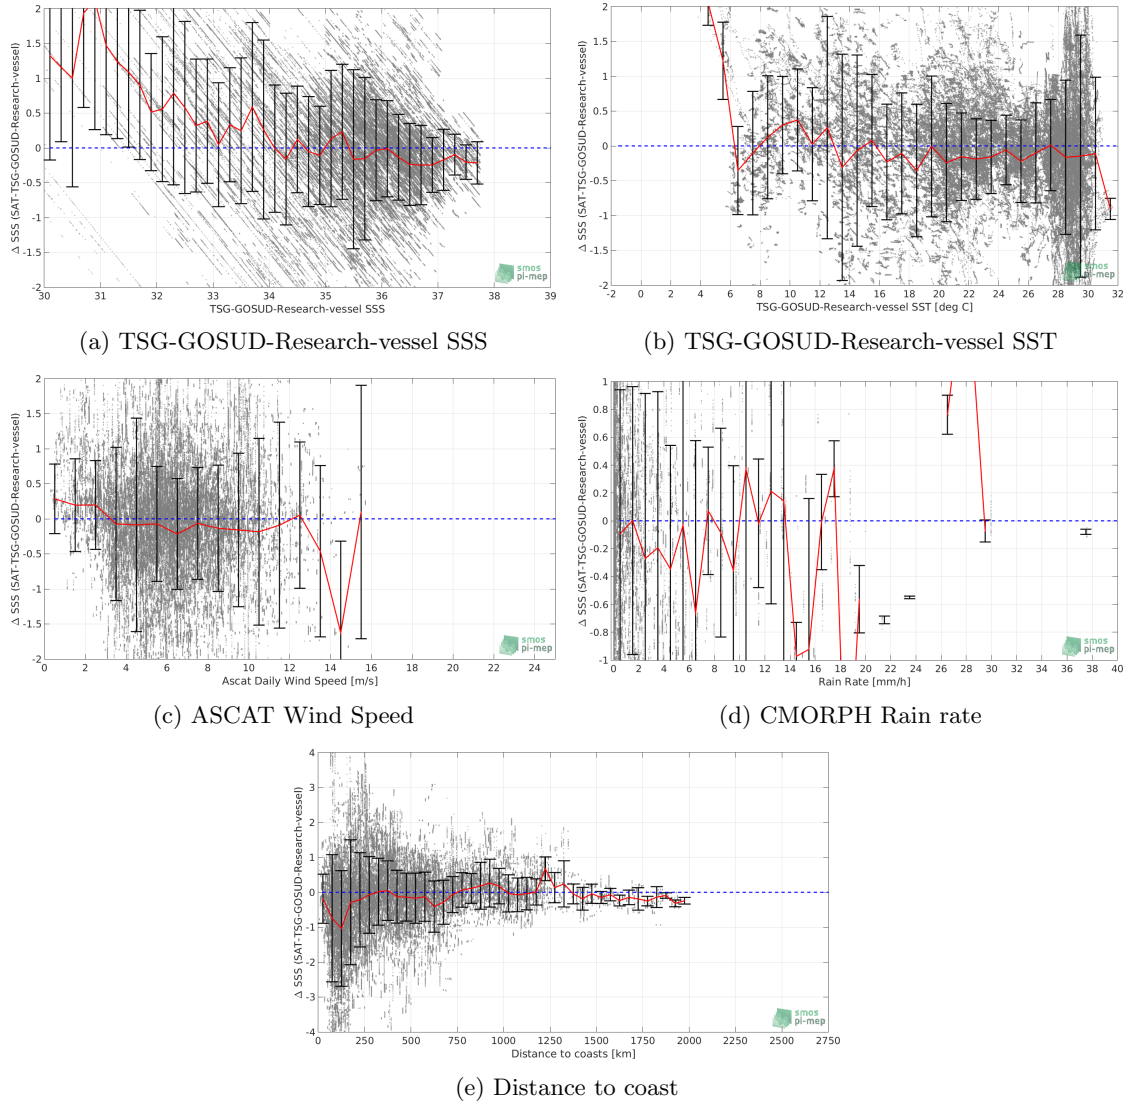 2
1.5
1
0.5
0
-0.5
-1
-1.5
-2
Δ SSS (SAT-TSG-GOSUD-Research-vessel)
30 31 32 33 34 35 36 37 38 39
TSG-GOSUD-Research-vessel SSS
smos
pi-mep
(a) TSG-GOSUD-Research-vessel SSS
2
1.5
1
0.5
0
-0.5
-1
-1.5
-2
Δ SSS (SAT-TSG-GOSUD-Research-vessel)
-2 0 2 4 6 8 10 12 14 16 18 20 22 24 26 28 30 32
TSG-GOSUD-Research-vessel SST [deg C]
smos
pi-mep
(b) TSG-GOSUD-Research-vessel SST
2
1.5
1
0.5
0
-0.5
-1
-1.5
-2
Δ SSS (SAT-TSG-GOSUD-Research-vessel)
0 2 4 6 8 10 12 14 16 18 20 22 24
Ascat Daily Wind Speed [m/s]
smos
pi-mep
(c) ASCAT Wind Speed
1
0.8
0.6
0.4
0.2
0
-0.2
-0.4
-0.6
-0.8
-1
Δ SSS (SAT-TSG-GOSUD-Research-vessel)
0 2 4 6 8 10 12 14 16 18 20 22 24 26 28 30 32 34 36 38 40
Rain Rate [mm/h]
smos
pi-mep
(d) CMORPH Rain rate
4
3
2
1
0
-1
-2
-3
-4
Δ SSS (SAT-TSG-GOSUD-Research-vessel)
0 250 500 750 1000 1250 1500 1750 2000 2250 2500 2750
Distance to coasts [km]
smos
pi-mep
(e) Distance to coast